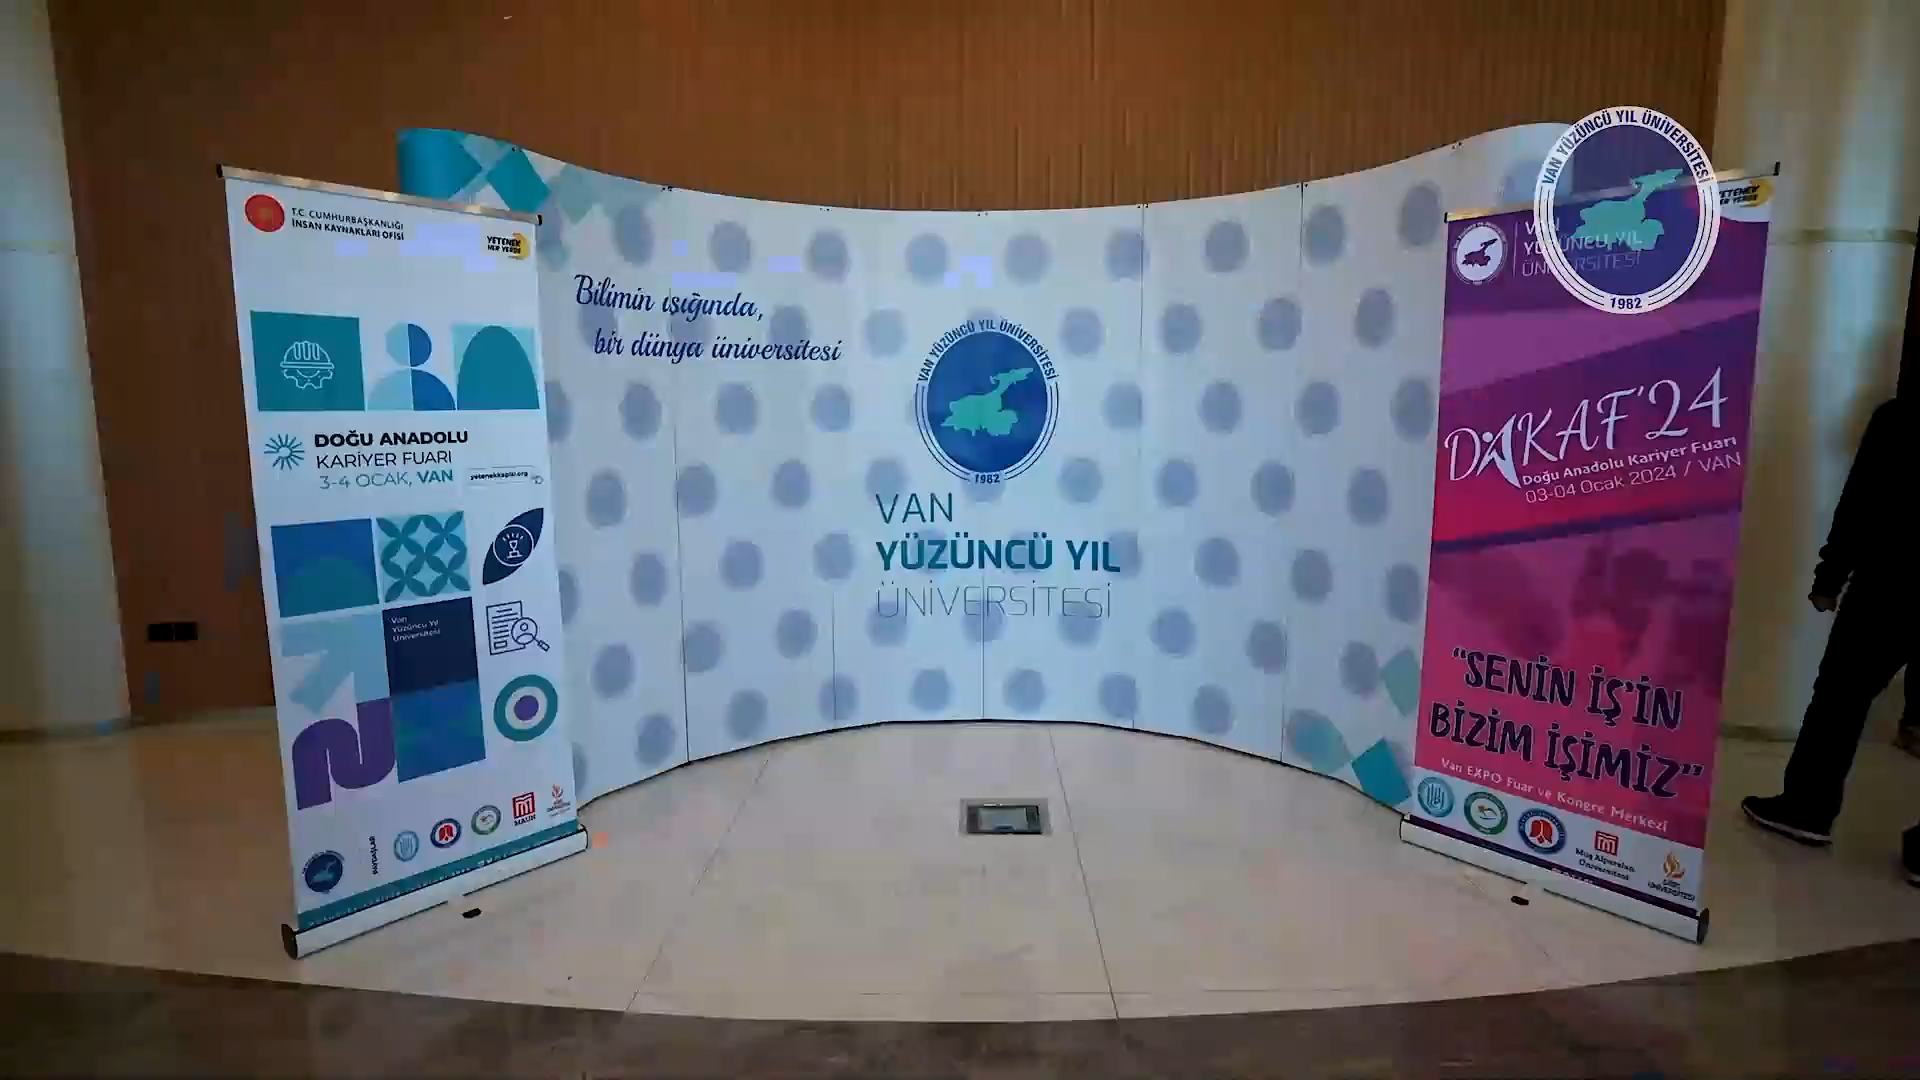 T.C. CUMHURBAŞKANLIĞI
İNSAN KAYNAKLARI OFİSİ
YETENEK
HER YERDE
DOĞU ANADOLU
KARİYER FUARI
3-4 OCAK, VAN
yetenekkapisi.org
Van
Yüzüncü Yıl
Üniversitesi
MAUN
Bilimin ışığında,
bir dünya üniversitesi
VAN YÜZÜNCÜ YIL ÜNİVERSİTESİ
1982
VAN
YÜZÜNCÜ YIL
ÜNİVERSİTESİ
VAN YÜZÜNCÜ YIL ÜNİVERSİTESİ
1982
VAN
YÜZÜNCÜ YIL
ÜNİVERSİTESİ
DAKAF'24
Doğu Anadolu Kariyer Fuarı
03-04 Ocak 2024 / VAN
“SENİN İŞ'İN
BİZİM İŞİMİZ”
Van EXPO Fuar ve Kongre Merkezi
Muş Alparslan
Üniversitesi